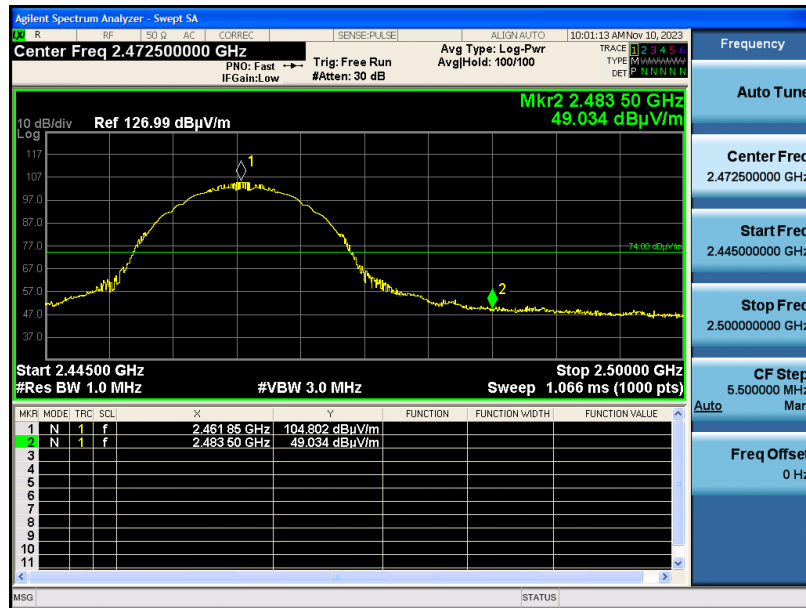 Agilent Spectrum Analyzer - Swept SA
LXI R RF 50 Ω AC CORREC SENSE:PULSE ALIGN AUTO 10:01:13 AM Nov 10, 2023
Center Freq 2.472500000 GHz
PNO: Fast
IFGain:Low
Trig: Free Run
#Atten: 30 dB
Avg Type: Log-Pwr
Avg|Hold: 100/100
TRACE 1 2 3 4 5 6
TYPE M WWWWW
DET P N N N N N
Mkr2 2.483 50 GHz
49.034 dBµV/m
10 dB/div Ref 126.99 dBµV/m
Log
117
107
97.0
87.0
77.0
67.0
57.0
47.0
37.0
1
2
74.00 dBµV/m
Start 2.44500 GHz Stop 2.50000 GHz
#Res BW 1.0 MHz #VBW 3.0 MHz Sweep 1.066 ms (1000 pts)
MKR MODE TRC SCL X Y FUNCTION FUNCTION WIDTH FUNCTION VALUE
1 N 1 f 2.461 85 GHz 104.802 dBµV/m
2 N 1 f 2.483 50 GHz 49.034 dBµV/m
3
4
5
6
7
8
9
10
11
MSG STATUS
Frequency
Auto Tune
Center Freq
2.472500000 GHz
Start Freq
2.445000000 GHz
Stop Freq
2.500000000 GHz
CF Step
5.500000 MHz
Auto Man
Freq Offset
0 Hz